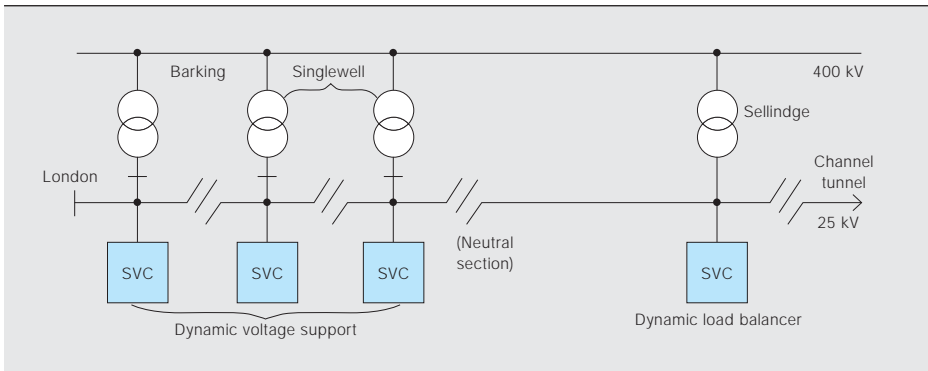 Barking
Singlewell
400 kV
Sellindge
London
Channel
tunnel
25 kV
(Neutral
section)
SVC
SVC
SVC
SVC
Dynamic voltage support
Dynamic load balancer